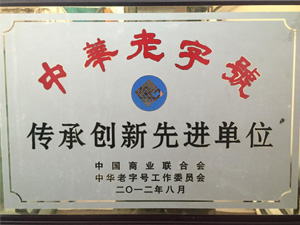 中華老字號
传承创新先进单位
中国商业联合会
中华老字号工作委员会
二〇一二年八月